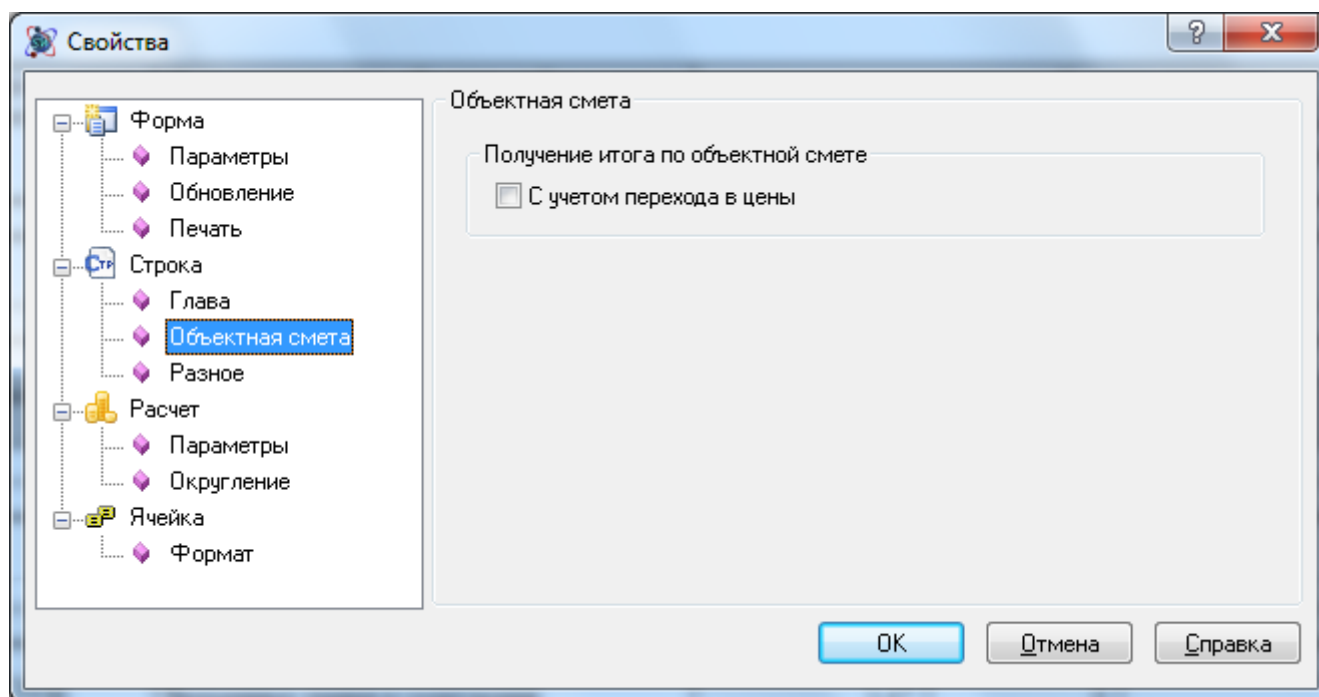 Свойства
Форма
Параметры
Обновление
Печать
Стр Строка
Глава
Объектная смета
Разное
Расчет
Параметры
Округление
Ячейка
Формат
Объектная смета
Получение итога по объектной смете
С учетом перехода в цены
OK
Отмена
Справка